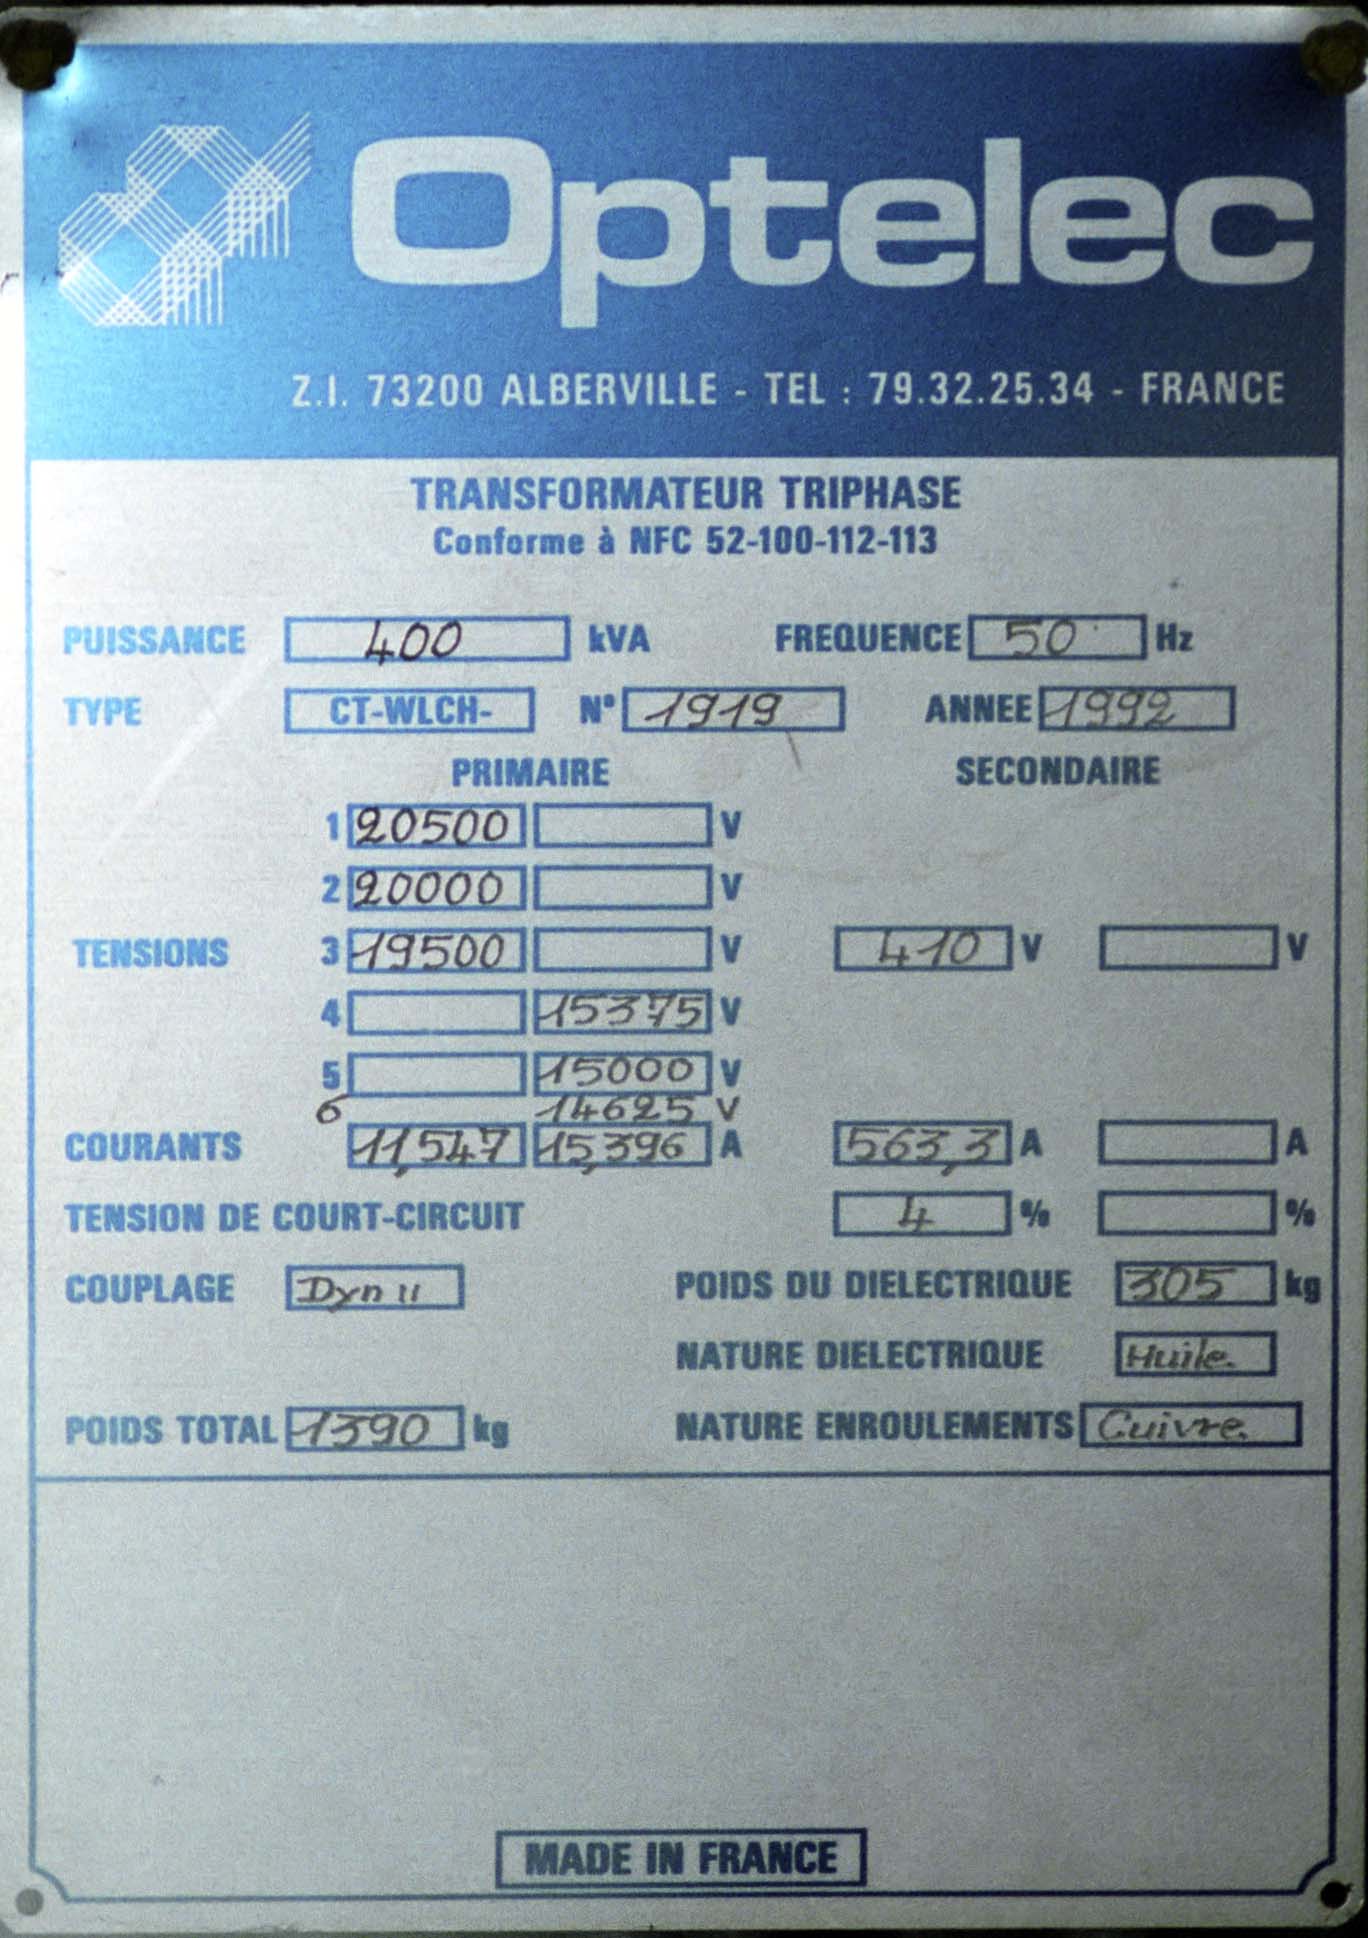 Optelec
Z.I. 73200 ALBERVILLE - TEL : 79.32.25.34 - FRANCE
TRANSFORMATEUR TRIPHASE
Conforme à NFC 52-100-112-113
PUISSANCE 400 kVA FREQUENCE 50 Hz
TYPE CT-WLCH- N° 1919 ANNEE 1992
PRIMAIRE SECONDAIRE
1 20500 V
2 20000 V
TENSIONS 3 19500 V 410 V V
4 15375 V
5 15000 V
6 14625 V
COURANTS 11,547 15,396 A 563,3 A A
TENSION DE COURT-CIRCUIT 4 % %
COUPLAGE Dyn 11 POIDS DU DIELECTRIQUE 305 kg
NATURE DIELECTRIQUE Huile.
POIDS TOTAL 1390 kg NATURE ENROULEMENTS Cuivre.
MADE IN FRANCE